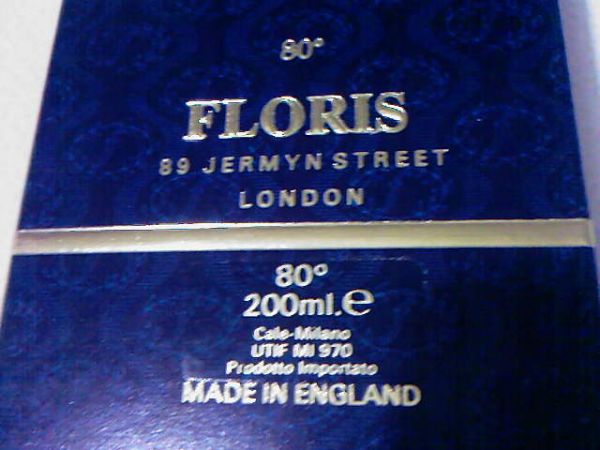 80°
FLORIS
89 JERMYN STREET
LONDON
80°
200ml.e
Cale-Milano
UTIF MI 970
Prodotto Importato
MADE IN ENGLAND